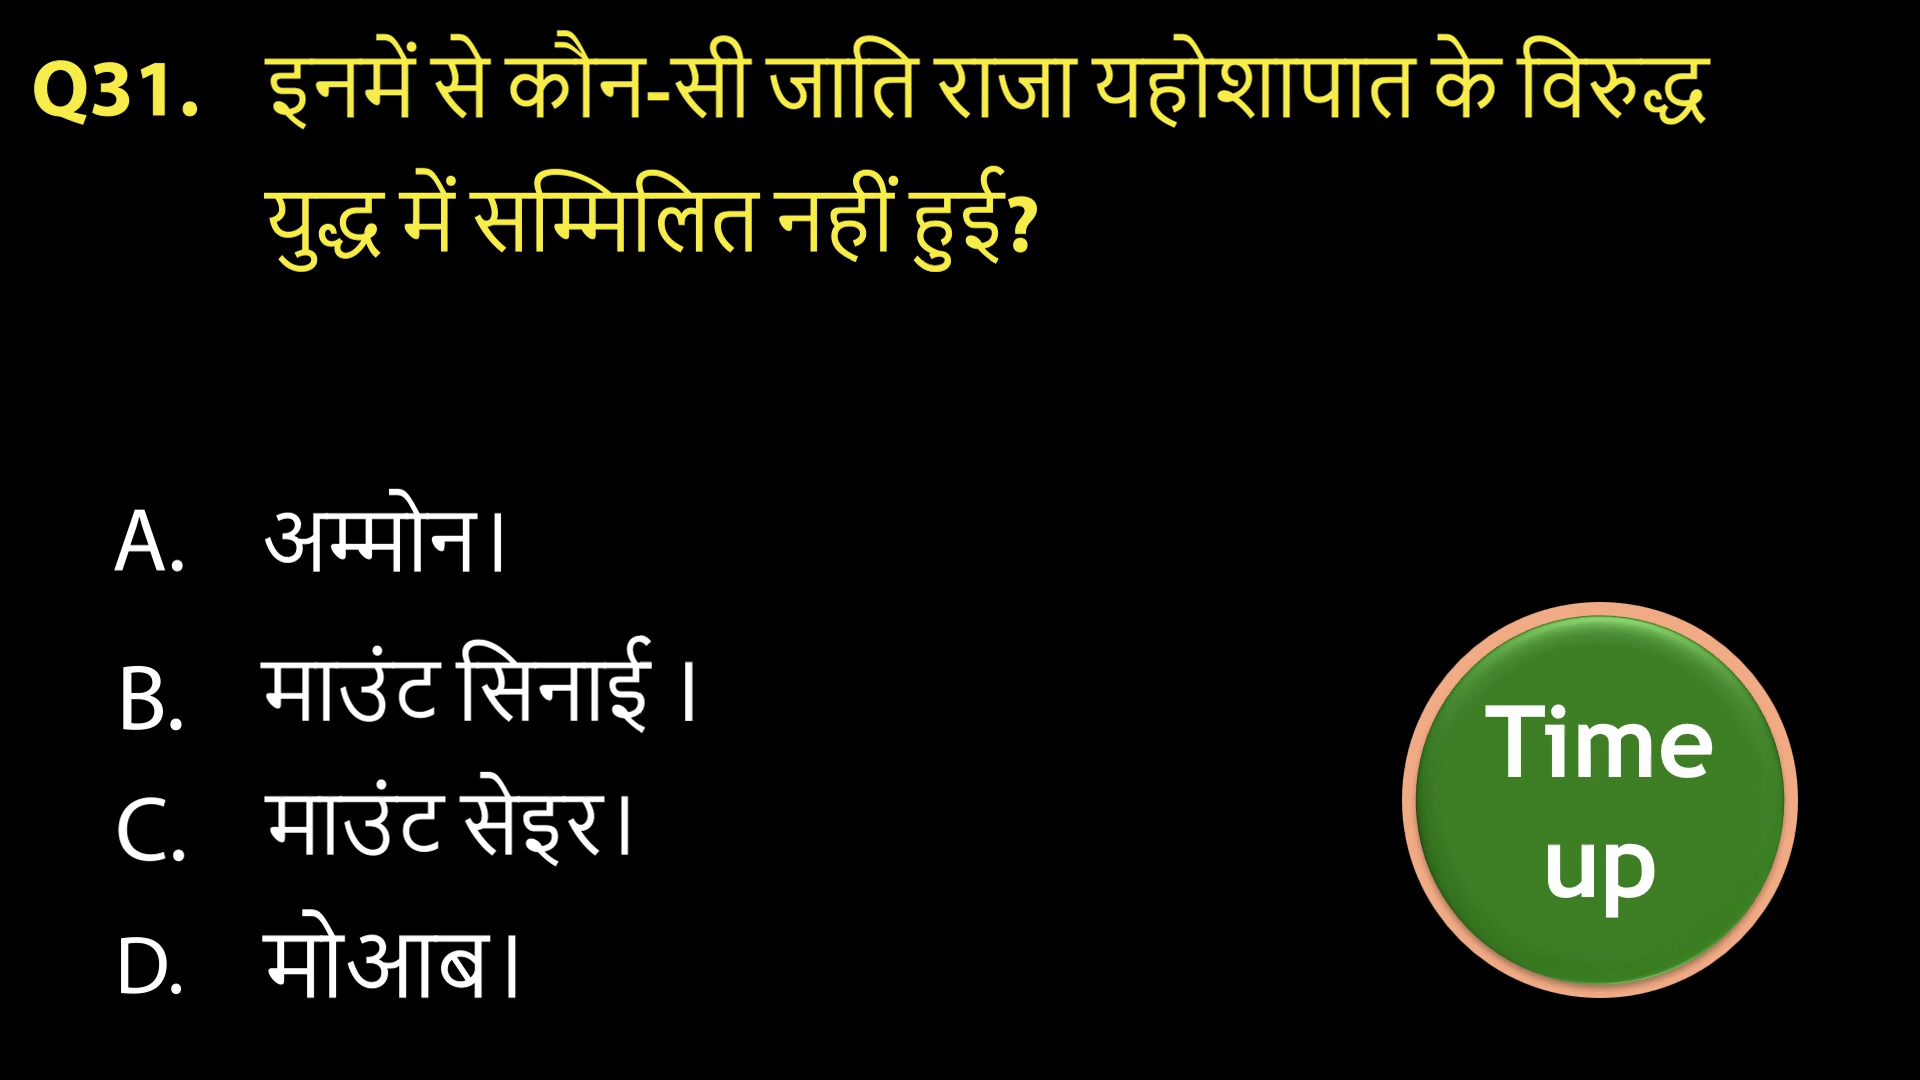 Q31. इनमें से कौन-सी जाति राजा यहोशापात के विरुद्ध
युद्ध में सम्मिलित नहीं हुई?
A. अम्मोन।
B. माउंट सिनाई ।
C. माउंट सेइर।
D. मोआब।
Time
up